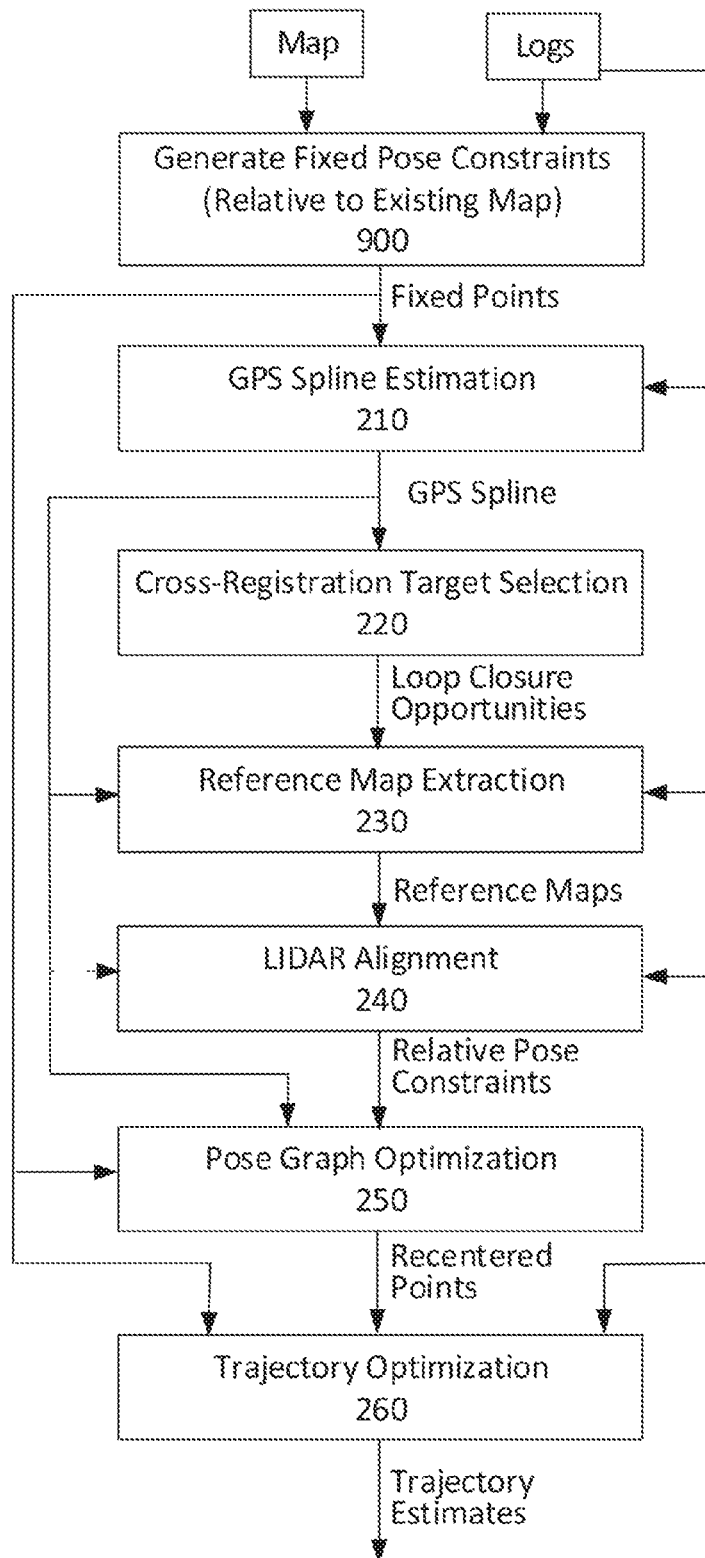 Map
Logs
Generate Fixed Pose Constraints
(Relative to Existing Map)
900
Fixed Points
GPS Spline Estimation
210
GPS Spline
Cross-Registration Target Selection
220
Loop Closure
Opportunities
Reference Map Extraction
230
Reference Maps
LIDAR Alignment
240
Relative Pose
Constraints
Pose Graph Optimization
250
Recentered
Points
Trajectory Optimization
260
Trajectory
Estimates